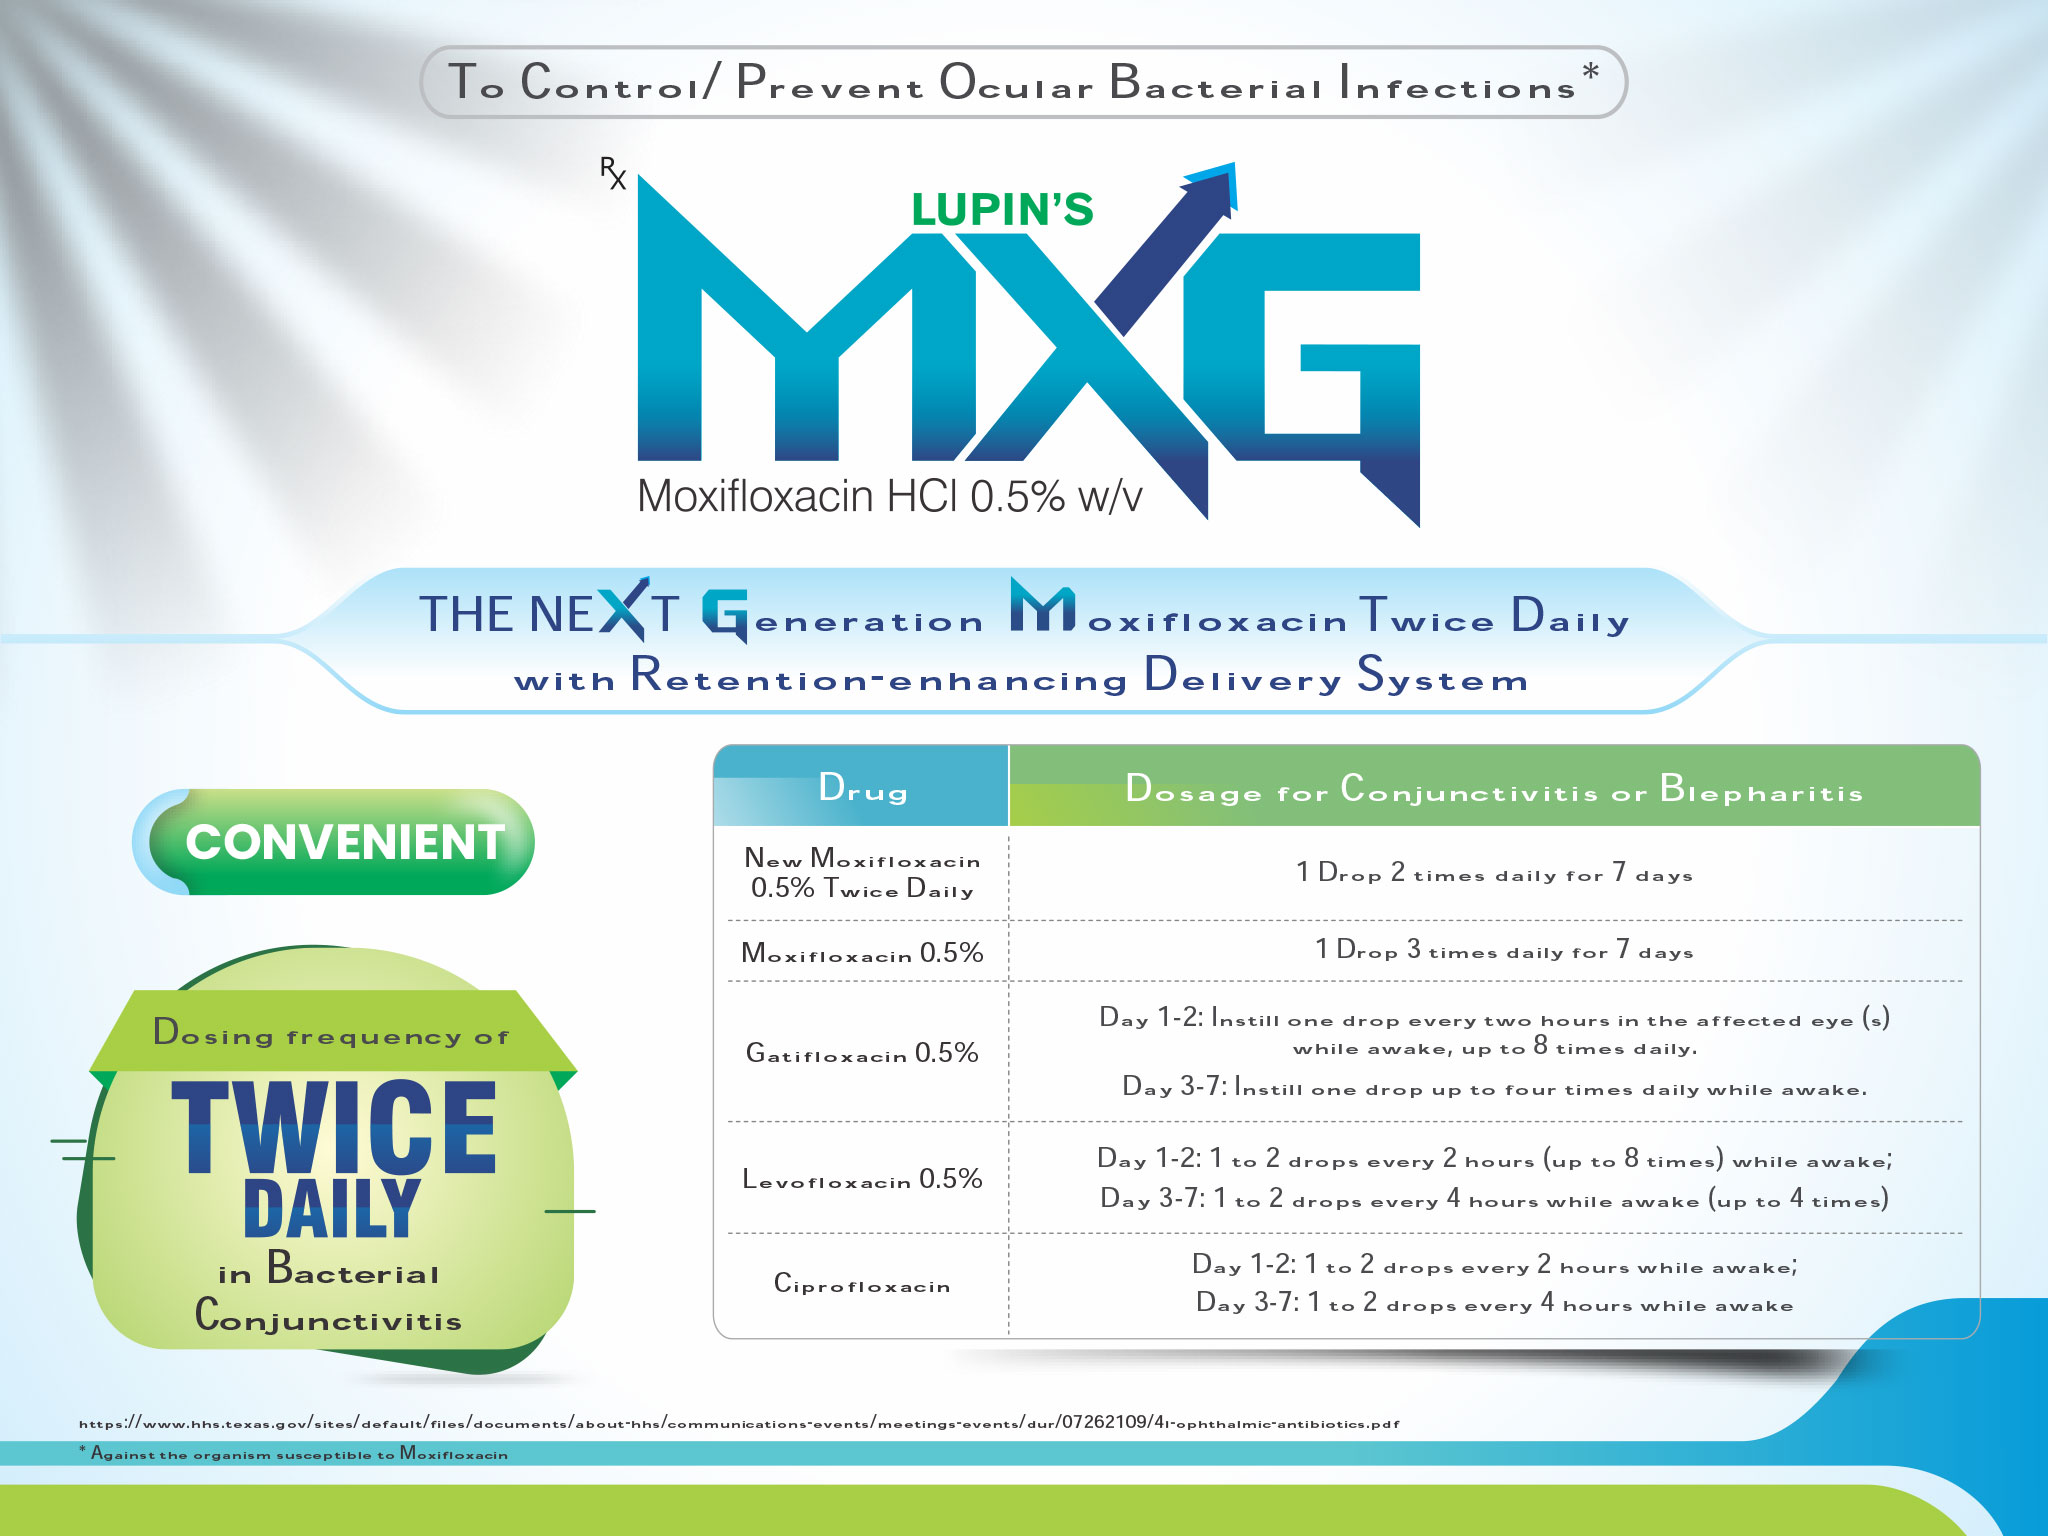 To Control/ Prevent Ocular Bacterial Infections*
Rx
LUPIN'S
MXG
Moxifloxacin HCl 0.5% w/v
THE NEXT Generation Moxifloxacin Twice Daily
with Retention-enhancing Delivery System
CONVENIENT
Dosing frequency of
TWICE
DAILY
in Bacterial
Conjunctivitis
Drug
Dosage for Conjunctivitis or Blepharitis
New Moxifloxacin
0.5% Twice Daily
1 Drop 2 times daily for 7 days
Moxifloxacin 0.5%
1 Drop 3 times daily for 7 days
Gatifloxacin 0.5%
Day 1-2: Instill one drop every two hours in the affected eye (s)
while awake, up to 8 times daily.
Day 3-7: Instill one drop up to four times daily while awake.
Levofloxacin 0.5%
Day 1-2: 1 to 2 drops every 2 hours (up to 8 times) while awake;
Day 3-7: 1 to 2 drops every 4 hours while awake (up to 4 times)
Ciprofloxacin
Day 1-2: 1 to 2 drops every 2 hours while awake;
Day 3-7: 1 to 2 drops every 4 hours while awake
https://www.hhs.texas.gov/sites/default/files/documents/about-hhs/communications-events/meetings-events/dur/07262109/4l-ophthalmic-antibiotics.pdf
* Against the organism susceptible to Moxifloxacin